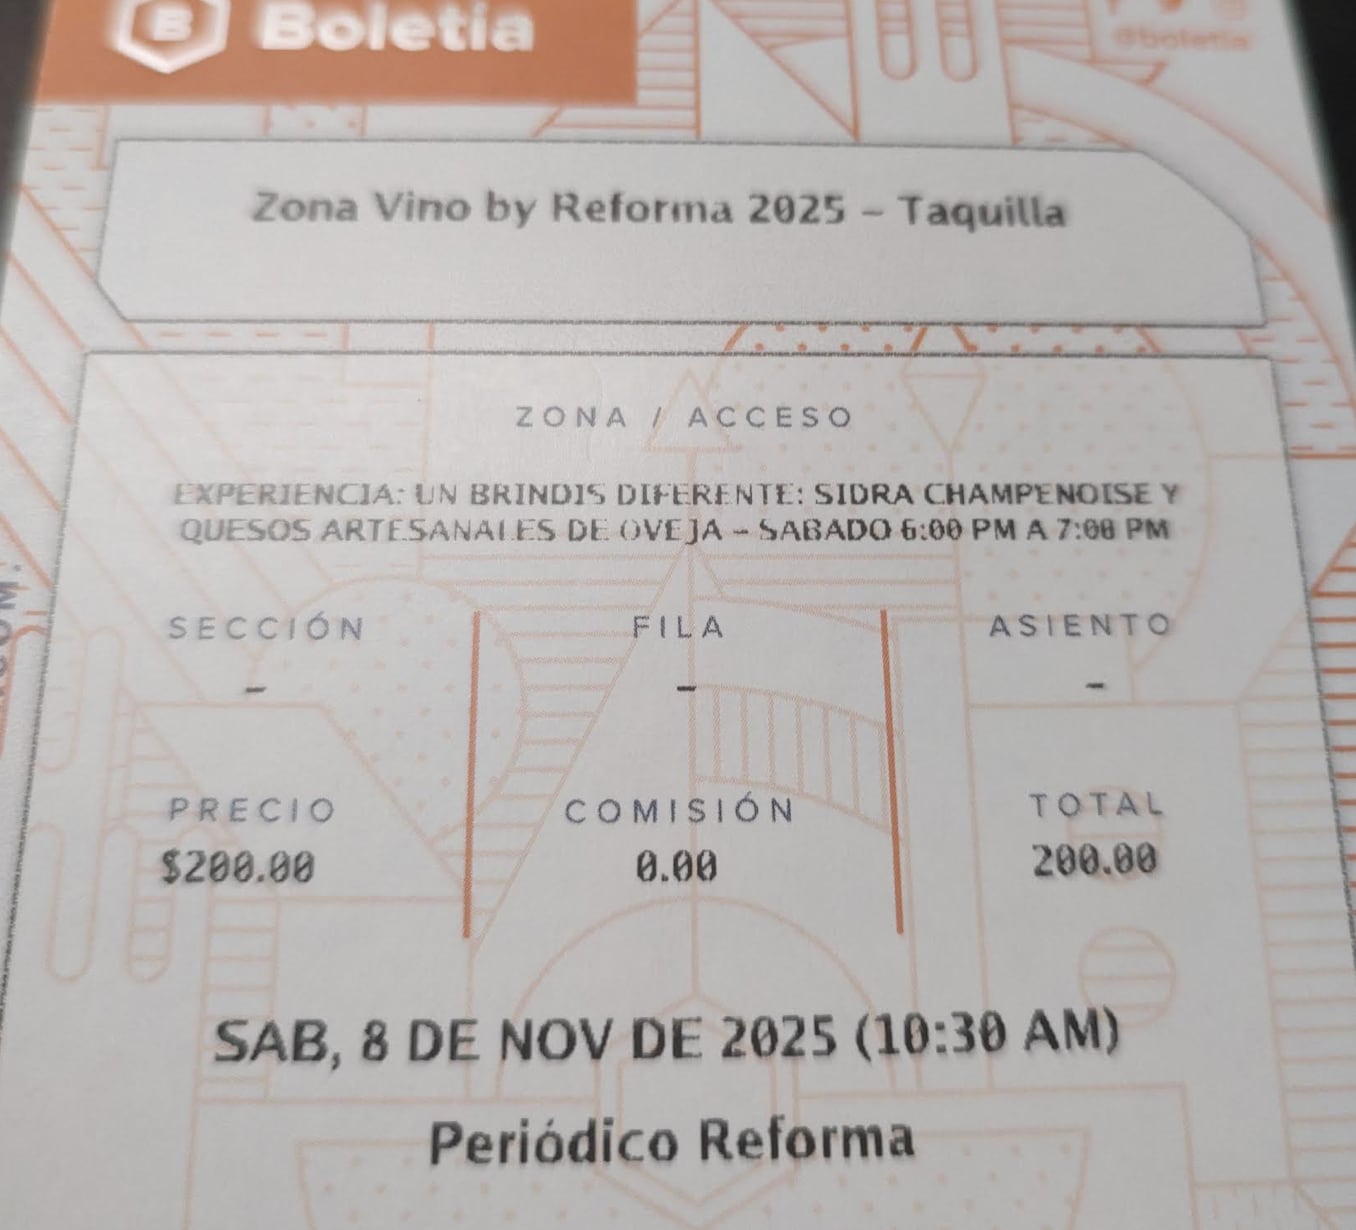 Boletia
@boletia
Zona Vino by Reforma 2025 – Taquilla
ZONA / ACCESO
EXPERIENCIA: UN BRINDIS DIFERENTE: SIDRA CHAMPENOISE Y
QUESOS ARTESANALES DE OVEJA – SABADO 6:00 PM A 7:00 PM
SECCIÓN FILA ASIENTO
– – –
PRECIO COMISIÓN TOTAL
$200.00 0.00 200.00
SAB, 8 DE NOV DE 2025 (10:30 AM)
Periódico Reforma